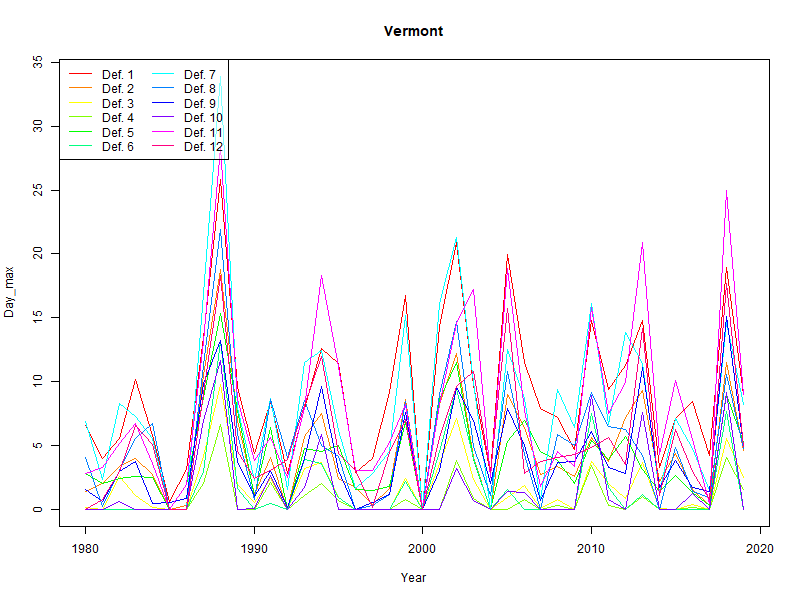 Vermont
Def. 1 Def. 7
Def. 2 Def. 8
Def. 3 Def. 9
Def. 4 Def. 10
Def. 5 Def. 11
Def. 6 Def. 12
Day_max
0 5 10 15 20 25 30 35
1980 1990 2000 2010 2020
Year